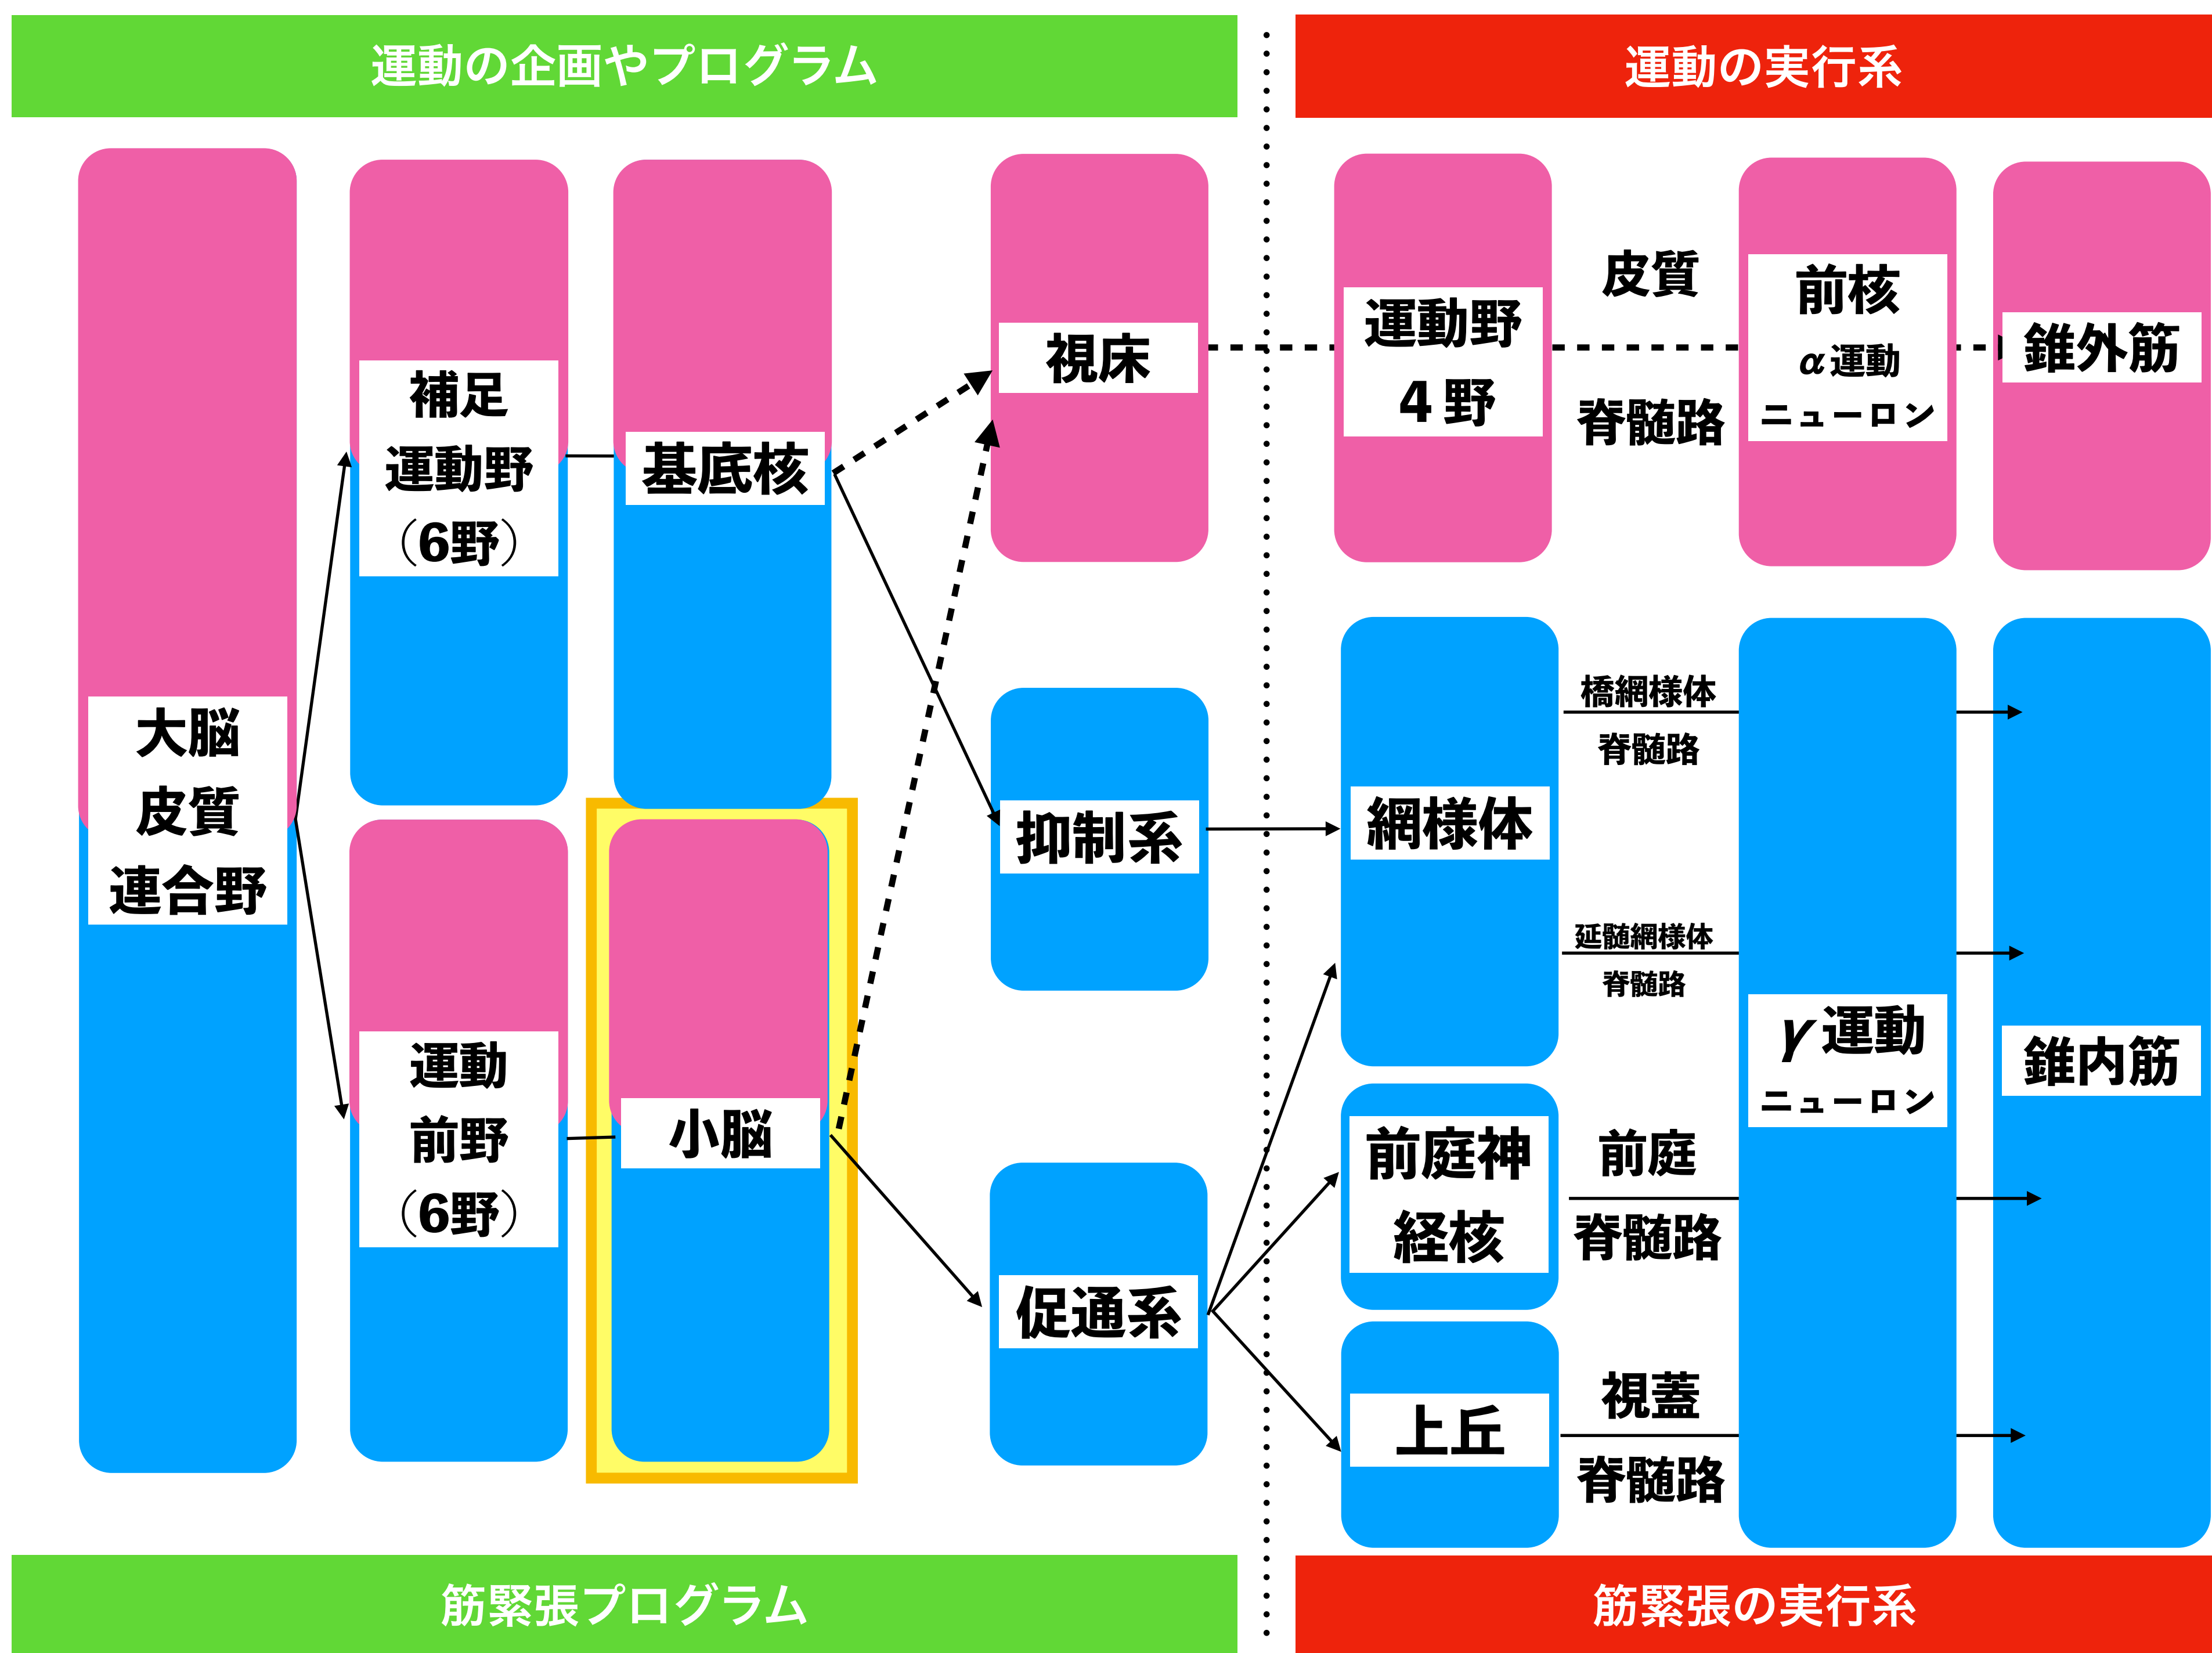 運動の企画やプログラム
運動の実行系
大脳
皮質
連合野
補足
運動野
（6野）
基底核
視床
運動野
4 野
皮質
脊髄路
前核
α運動
ニューロン
錐外筋
運動
前野
（6野）
小脳
抑制系
促通系
網様体
橋網様体
脊髄路
延髄網様体
脊髄路
前庭神
経核
前庭
脊髄路
上丘
視蓋
脊髄路
γ運動
ニューロン
錐内筋
筋緊張プログラム
筋緊張の実行系